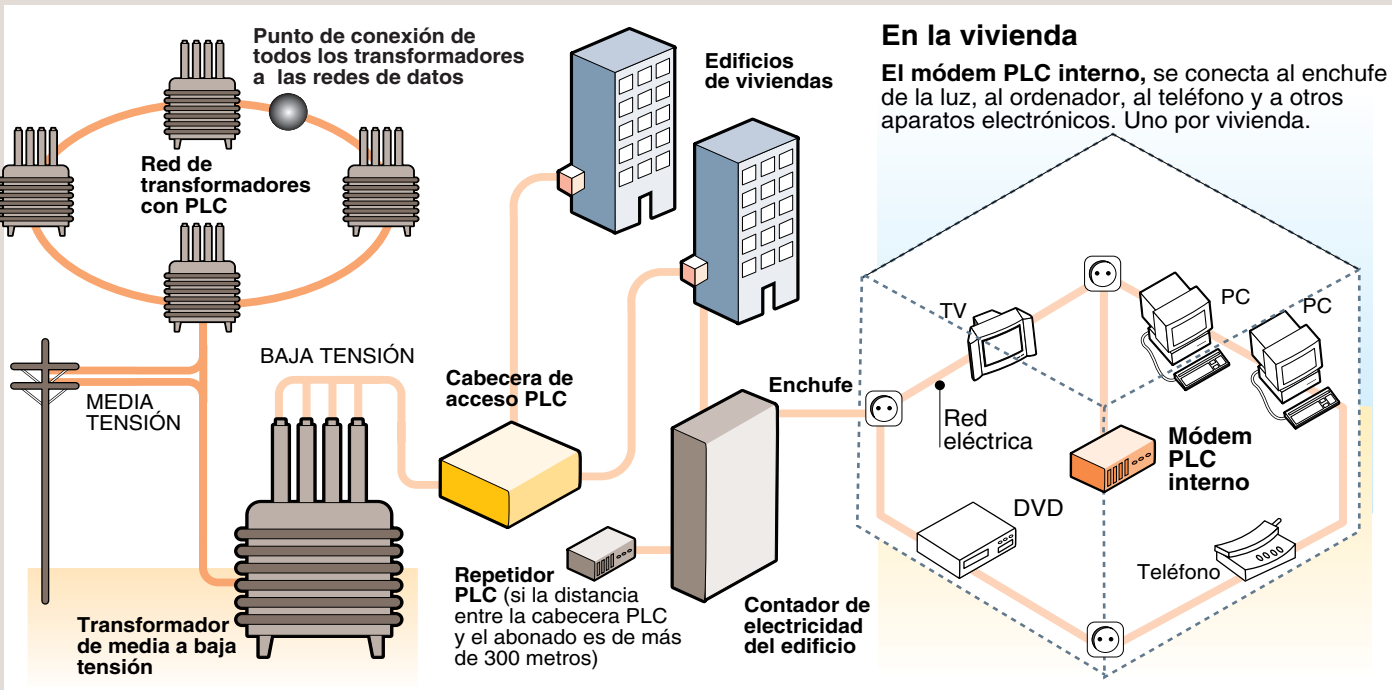 Punto de conexión de
todos los transformadores
a las redes de datos
Red de
transformadores
con PLC
MEDIA
TENSIÓN
BAJA TENSIÓN
Transformador
de media a baja
tensión
Cabecera de
acceso PLC
Edificios
de viviendas
Repetidor
PLC (si la distancia
entre la cabecera PLC
y el abonado es de más
de 300 metros)
Contador de
electricidad
del edificio
Enchufe
En la vivienda
El módem PLC interno, se conecta al enchufe
de la luz, al ordenador, al teléfono y a otros
aparatos electrónicos. Uno por vivienda.
TV
PC
PC
Red
eléctrica
Módem
PLC
interno
DVD
Teléfono